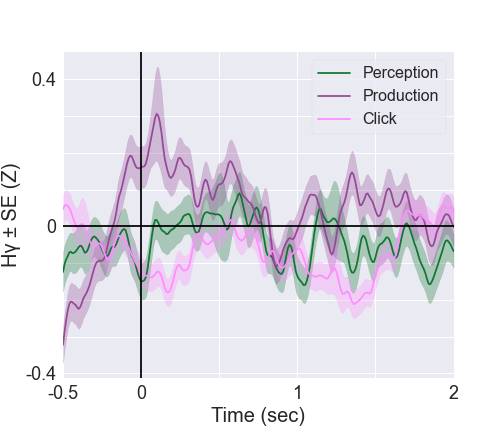 Perception
Production
Click
0.4
0
-0.4
Hγ ± SE (Z)
-0.5
0
1
2
Time (sec)